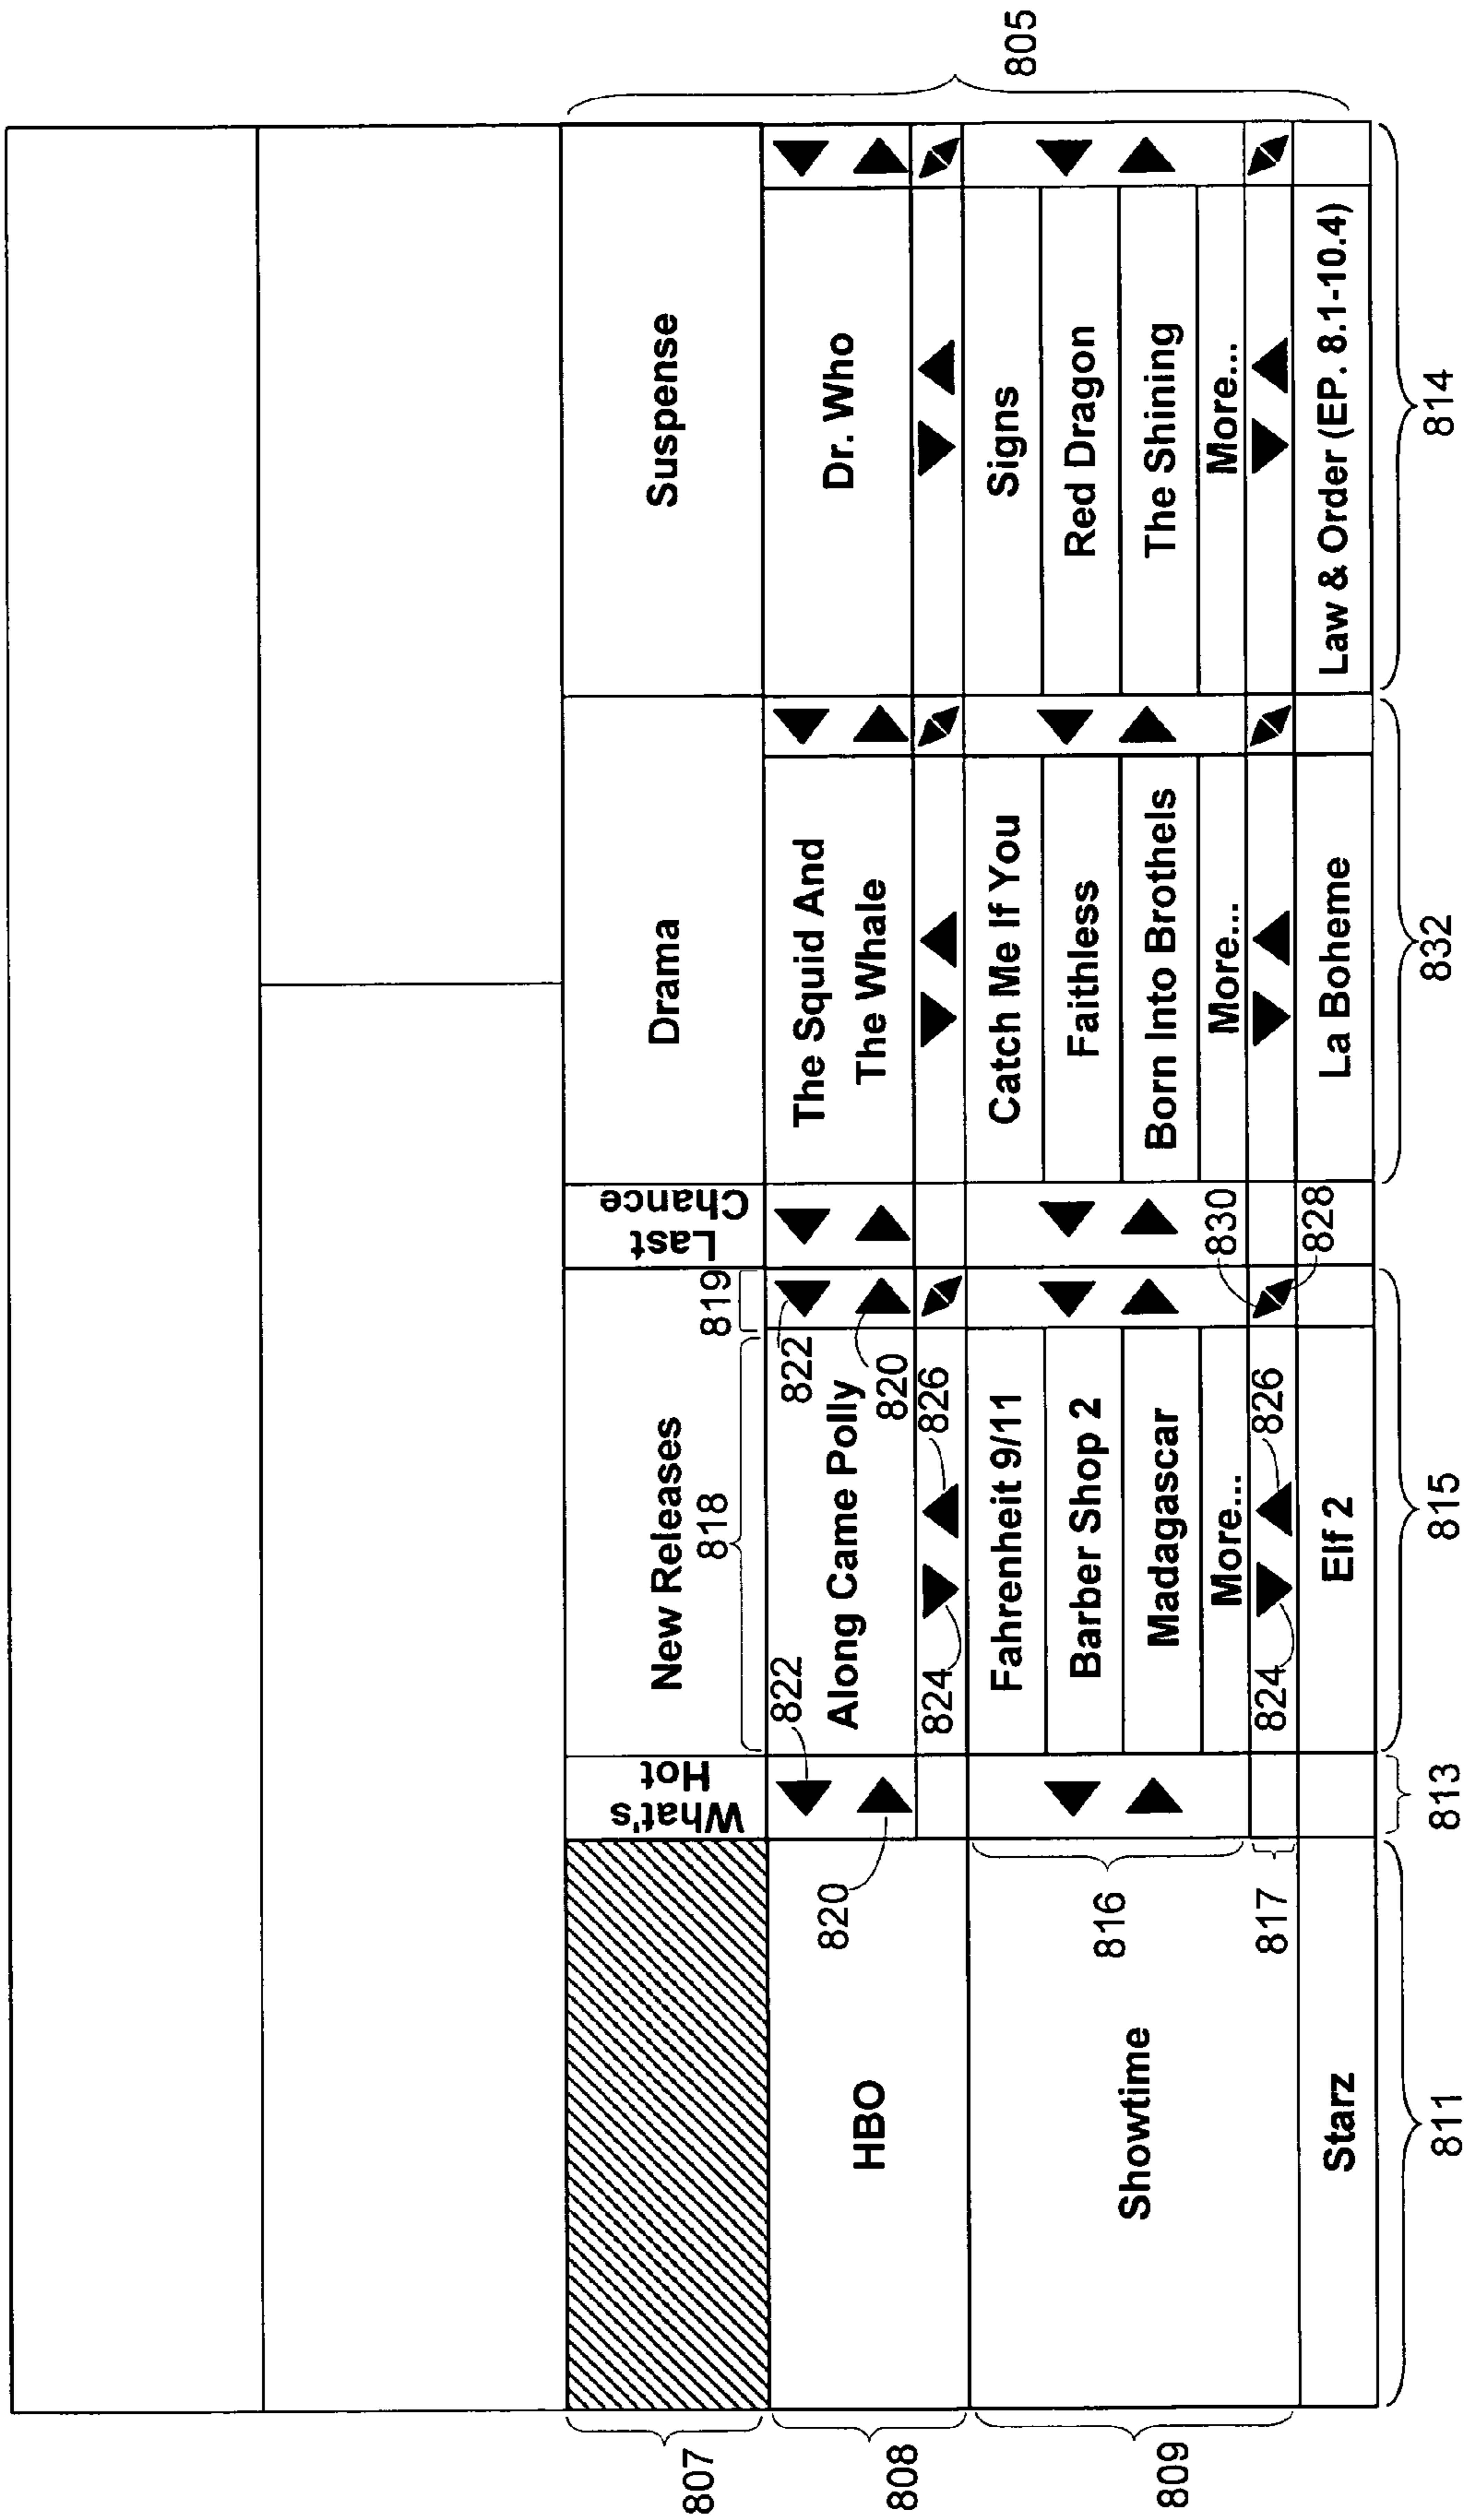 807
What's
Hot
New Releases
818
819
Last
Chance
Drama
Suspense
808
HBO
820
822
Along Came Polly
822
820
The Squid And
The Whale
Dr. Who
824
826
809
Showtime
816
Fahrenheit 9/11
Catch Me If You
Signs
805
Barber Shop 2
Faithless
Red Dragon
Madagascar
Born Into Brothels
The Shining
More...
More...
More...
817
824
826
830
828
Starz
Elf 2
La Boheme
Law & Order (EP. 8.1-10.4)
811
813
815
832
814